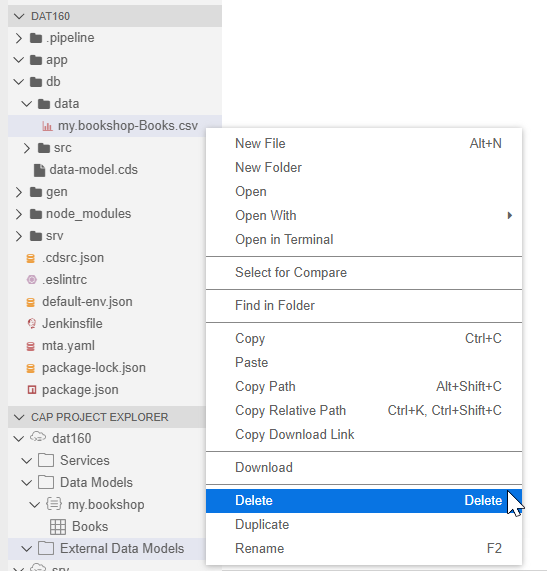 DAT160
.pipeline
app
db
data
my.bookshop-Books.csv
src
data-model.cds
gen
node_modules
srv
.cdsrc.json
.eslintrc
default-env.json
Jenkinsfile
mta.yaml
package-lock.json
package.json
CAP PROJECT EXPLORER
dat160
Services
Data Models
my.bookshop
Books
External Data Models
srv
New File Alt+N
New Folder
Open
Open With
Open in Terminal
Select for Compare
Find in Folder
Copy Ctrl+C
Paste
Copy Path Alt+Shift+C
Copy Relative Path Ctrl+K, Ctrl+Shift+C
Copy Download Link
Download
Delete Delete
Duplicate
Rename F2